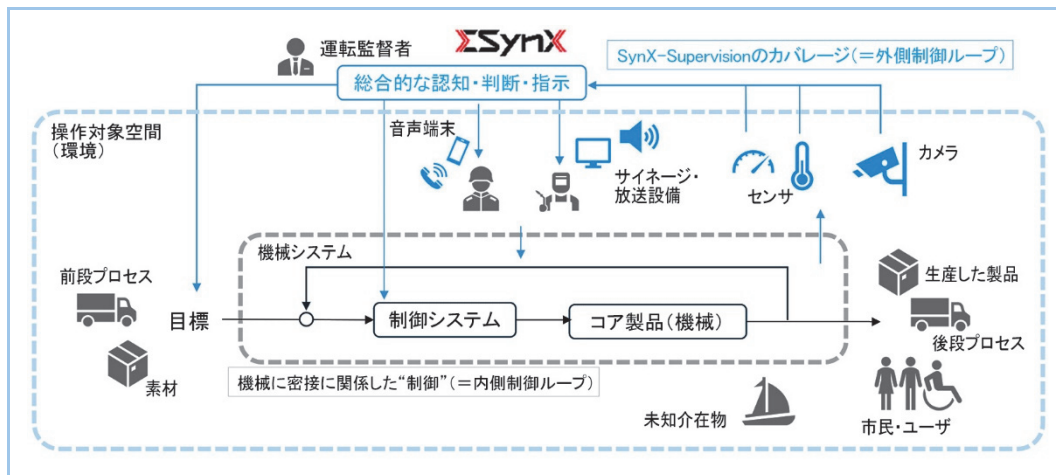 運転監督者
ΣSynX
SynX-Supervisionのカバレージ(=外側制御ループ)
総合的な認知・判断・指示
操作対象空間
(環境)
音声端末
サイネージ・
放送設備
センサ
カメラ
機械システム
前段プロセス
目標
制御システム
コア製品(機械)
生産した製品
後段プロセス
素材
機械に密接に関係した“制御”(=内側制御ループ)
未知介在物
市民・ユーザ